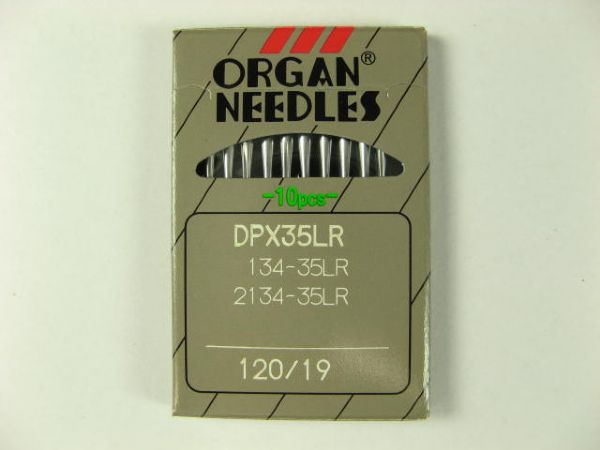 ORGAN®
NEEDLES
-10pcs-
DPX35LR
134-35LR
2134-35LR
120/19